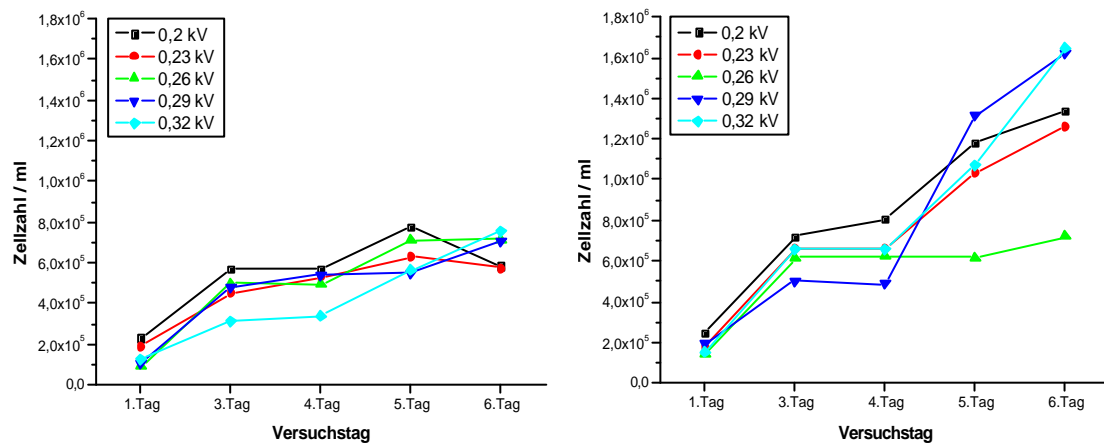 1,8x10⁶
1,6x10⁶
1,4x10⁶
1,2x10⁶
1,0x10⁶
8,0x10⁵
6,0x10⁵
4,0x10⁵
2,0x10⁵
0,0
Zellzahl / ml
0,2 kV
0,23 kV
0,26 kV
0,29 kV
0,32 kV
1.Tag 3.Tag 4.Tag 5.Tag 6.Tag
Versuchstag
1,8x10⁶
1,6x10⁶
1,4x10⁶
1,2x10⁶
1,0x10⁶
8,0x10⁵
6,0x10⁵
4,0x10⁵
2,0x10⁵
0,0
Zellzahl / ml
0,2 kV
0,23 kV
0,26 kV
0,29 kV
0,32 kV
1.Tag 3.Tag 4.Tag 5.Tag 6.Tag
Versuchstag